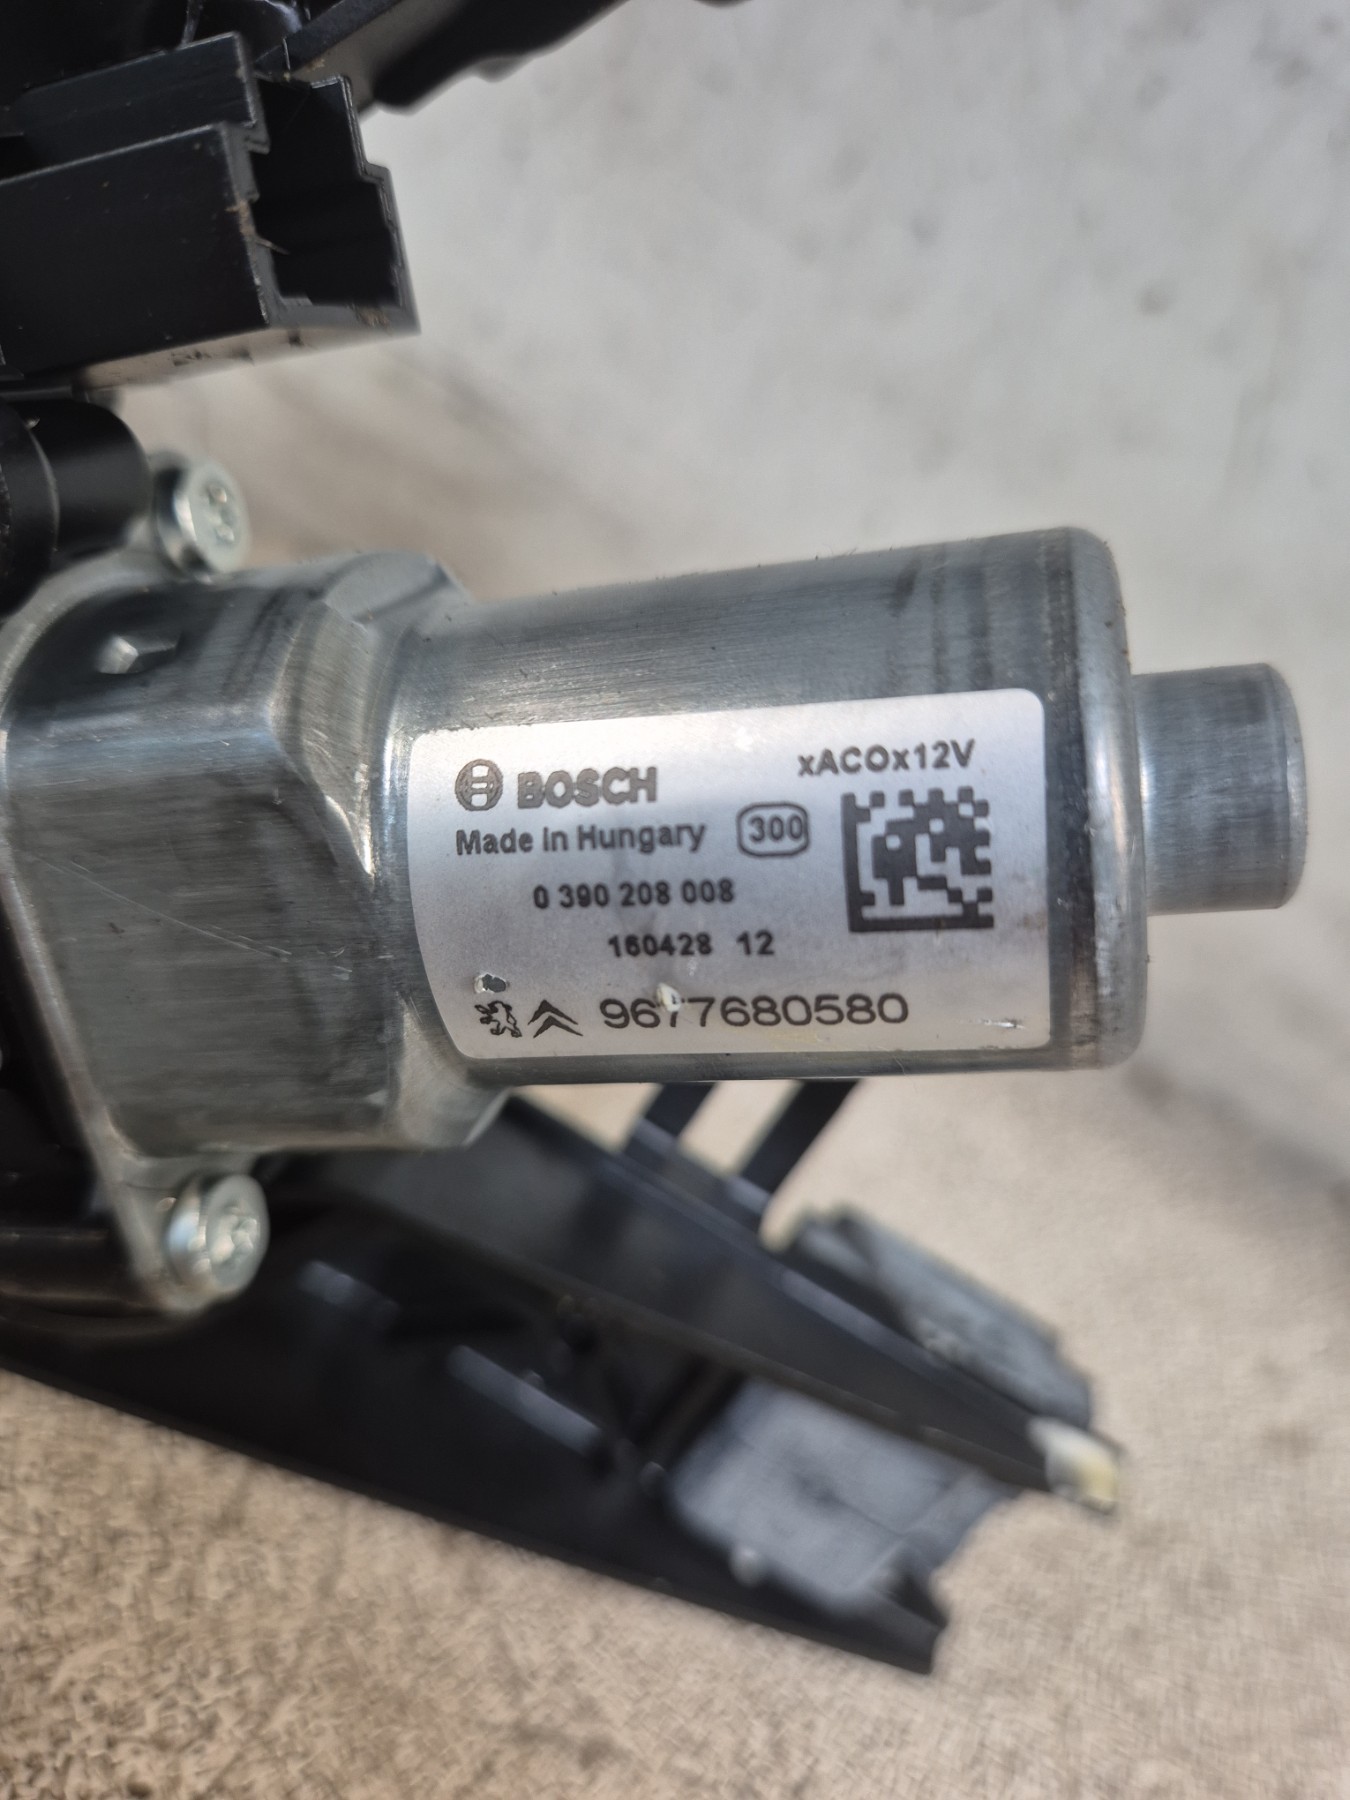 BOSCH
xACOx12V
Made in Hungary 300
0 390 208 008
160428 12
9677680580